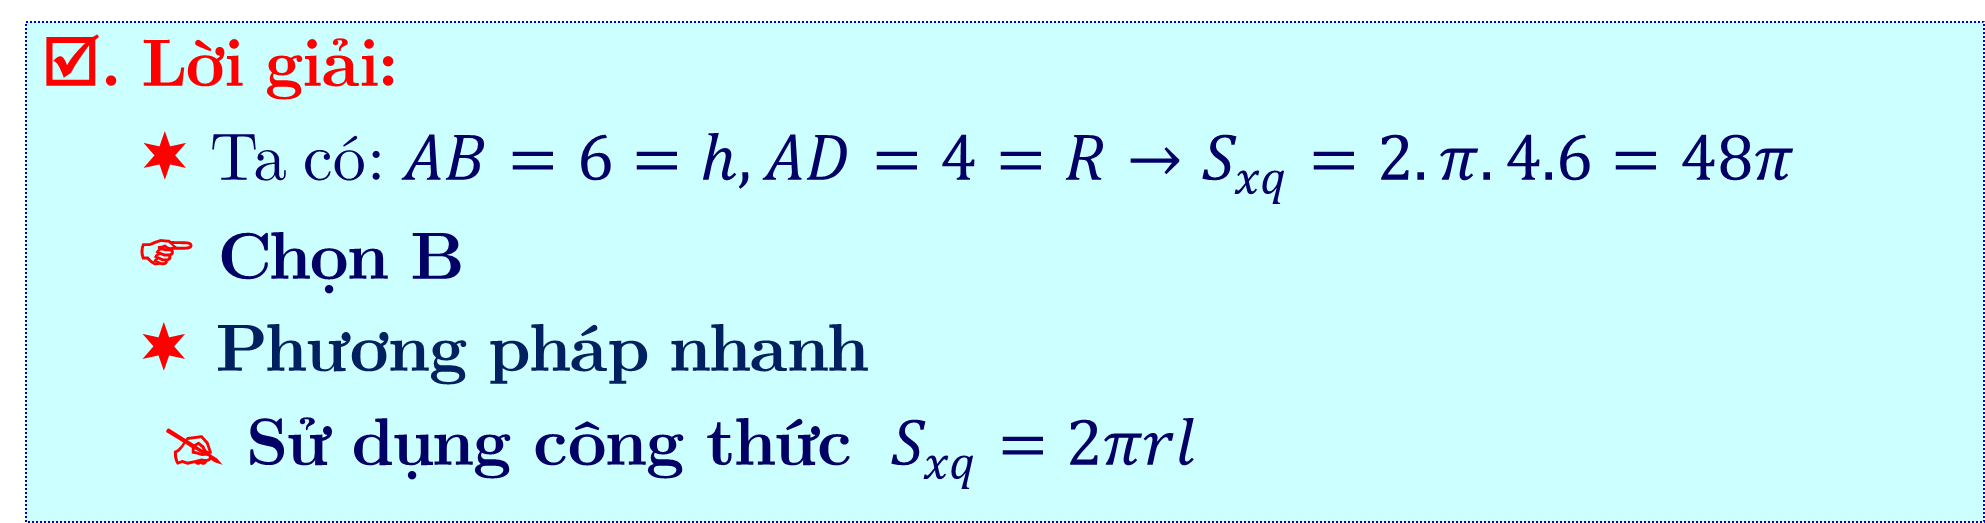 ☑. Lời giải:
✶ Ta có: AB = 6 = h, AD = 4 = R → S_xq = 2. π. 4.6 = 48π
☞ Chọn B
✶ Phương pháp nhanh
✍ Sử dụng công thức S_xq = 2πrl